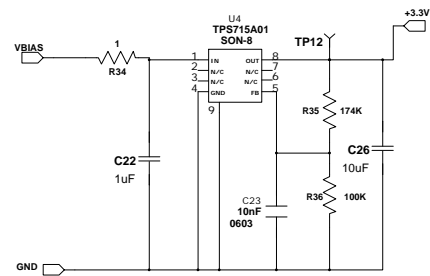 U4
TPS715A01
SON-8
+3.3V
TP12
VBIAS
1
R34
1 IN OUT 8
2 N/C N/C 7
3 N/C N/C 6
4 GND FB 5
9
R35 174K
C22
1uF
C26
10uF
C23
10nF
0603
R36 100K
GND